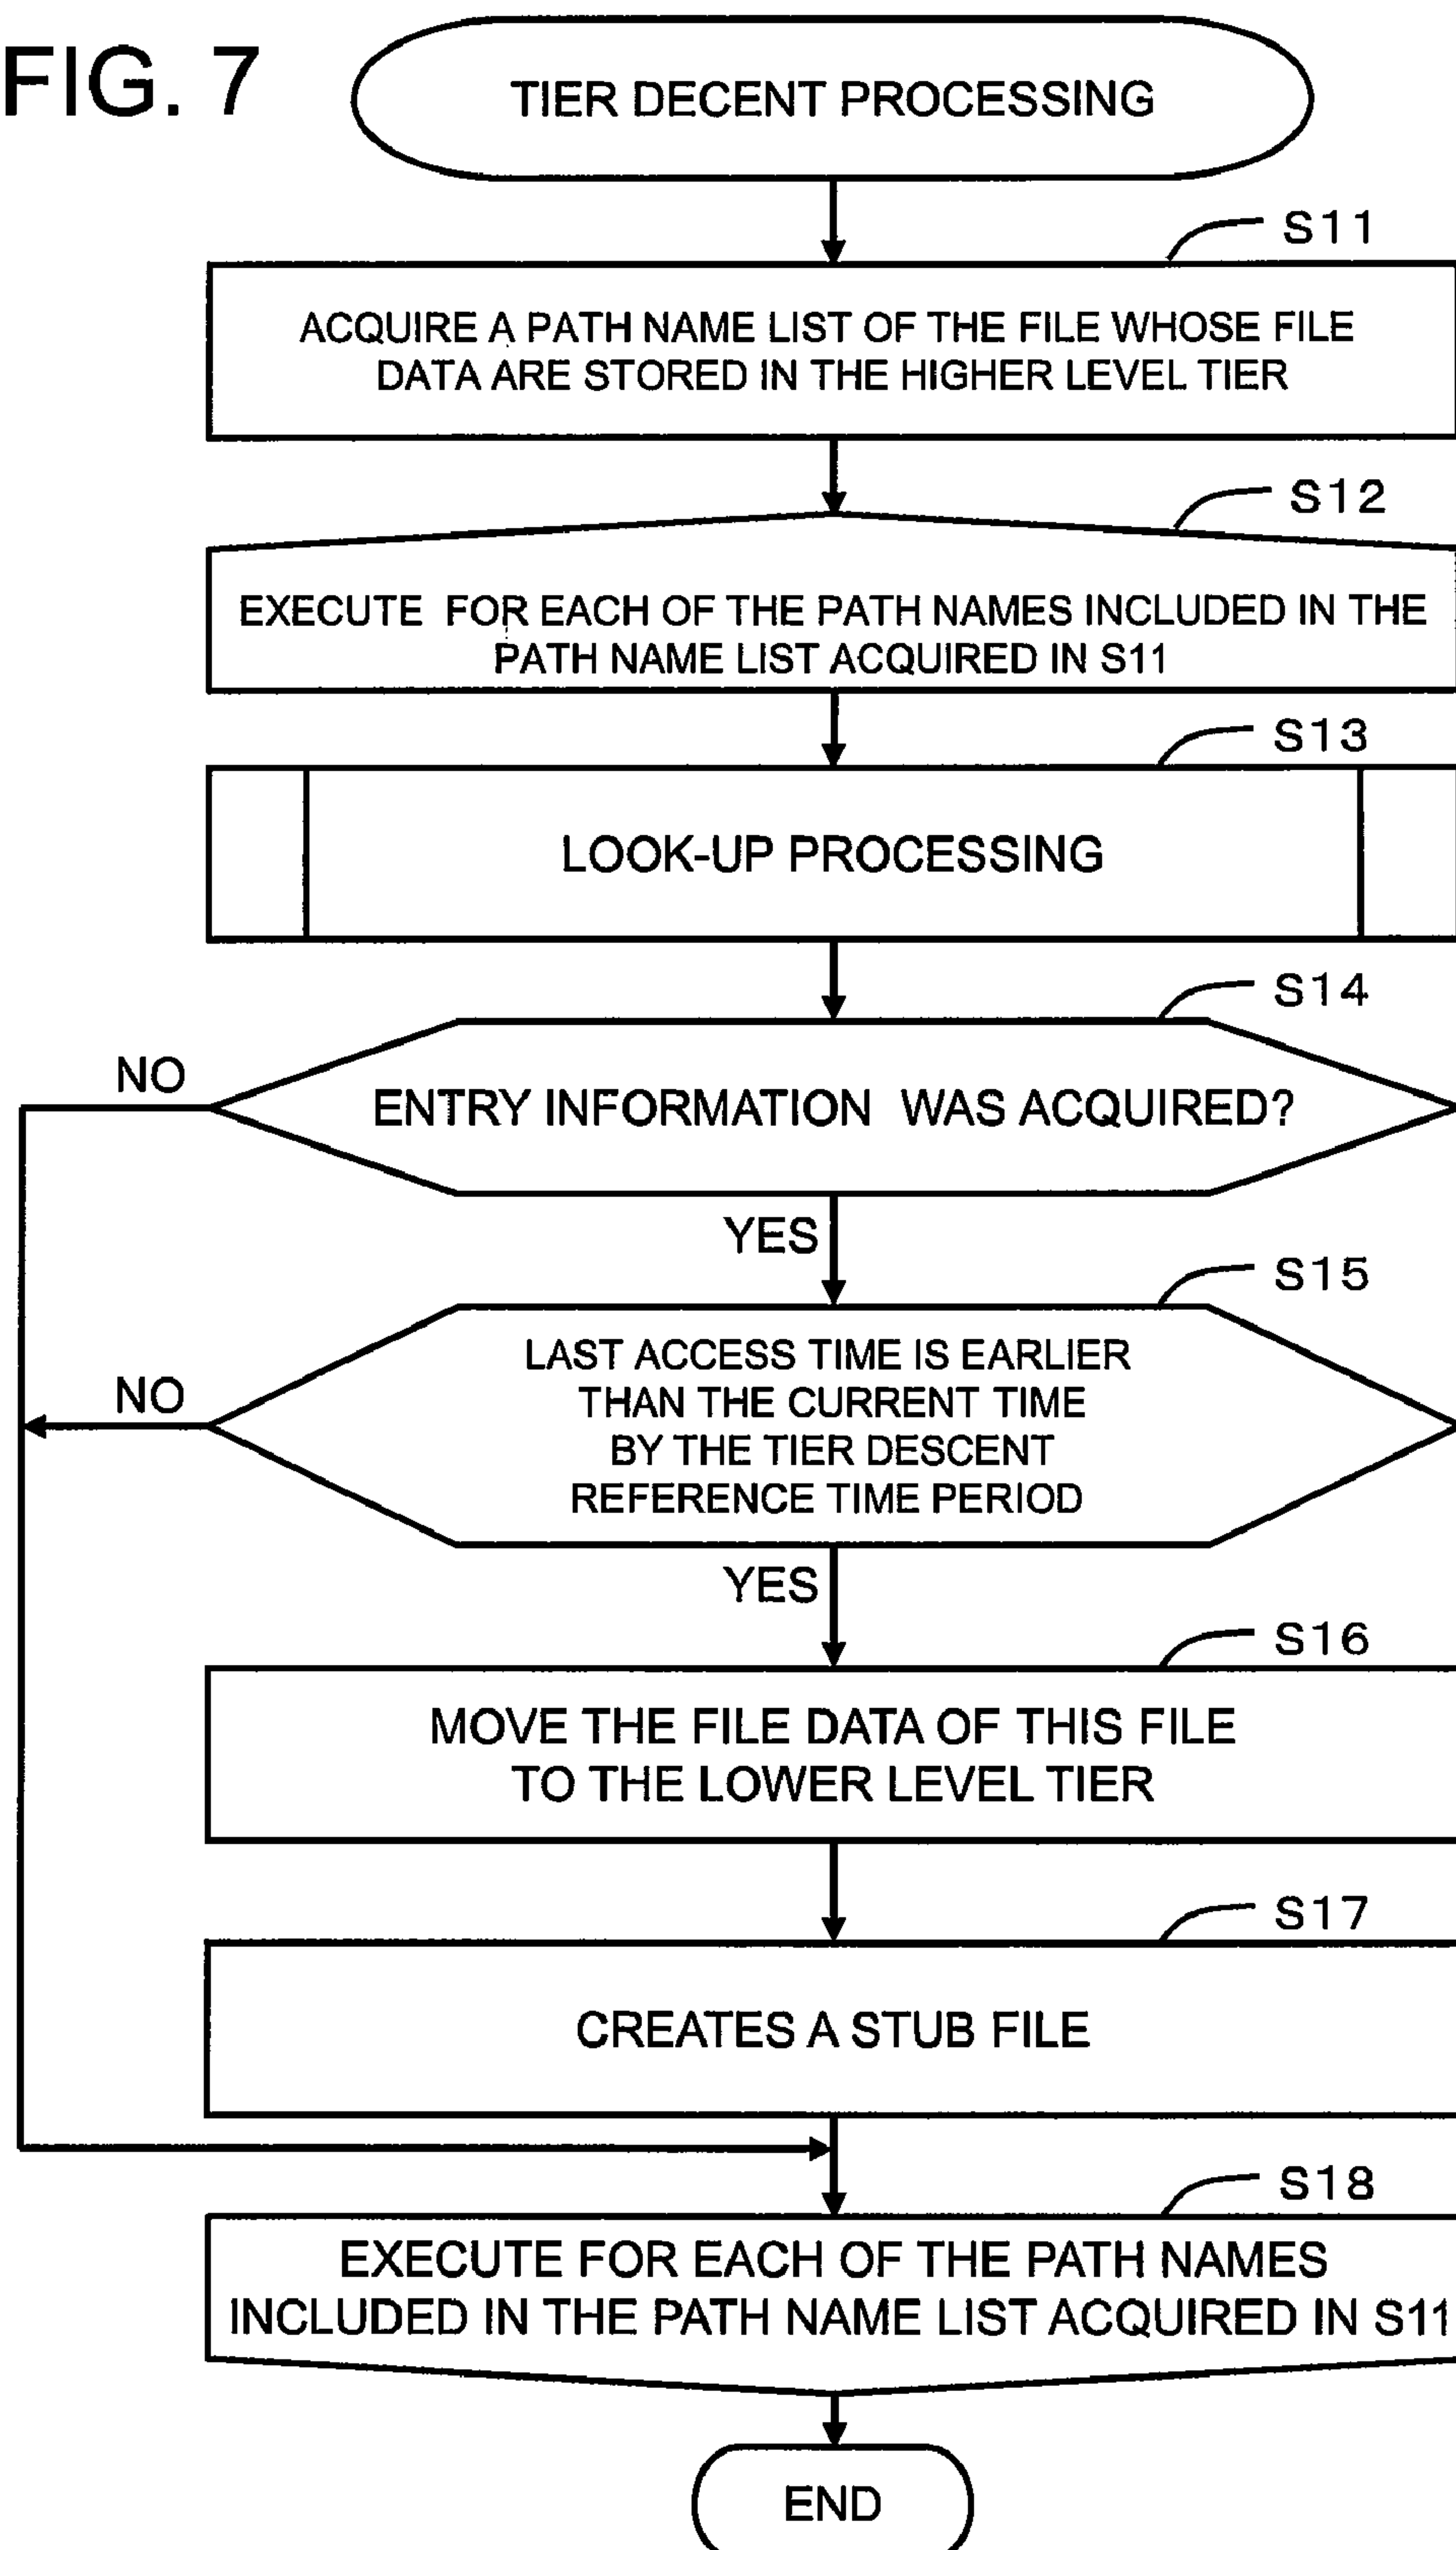 FIG. 7
TIER DECENT PROCESSING
S11
ACQUIRE A PATH NAME LIST OF THE FILE WHOSE FILE
DATA ARE STORED IN THE HIGHER LEVEL TIER
S12
EXECUTE FOR EACH OF THE PATH NAMES INCLUDED IN THE
PATH NAME LIST ACQUIRED IN S11
S13
LOOK-UP PROCESSING
S14
NO
ENTRY INFORMATION WAS ACQUIRED?
YES
S15
NO
LAST ACCESS TIME IS EARLIER
THAN THE CURRENT TIME
BY THE TIER DESCENT
REFERENCE TIME PERIOD
YES
S16
MOVE THE FILE DATA OF THIS FILE
TO THE LOWER LEVEL TIER
S17
CREATES A STUB FILE
S18
EXECUTE FOR EACH OF THE PATH NAMES
INCLUDED IN THE PATH NAME LIST ACQUIRED IN S11
END